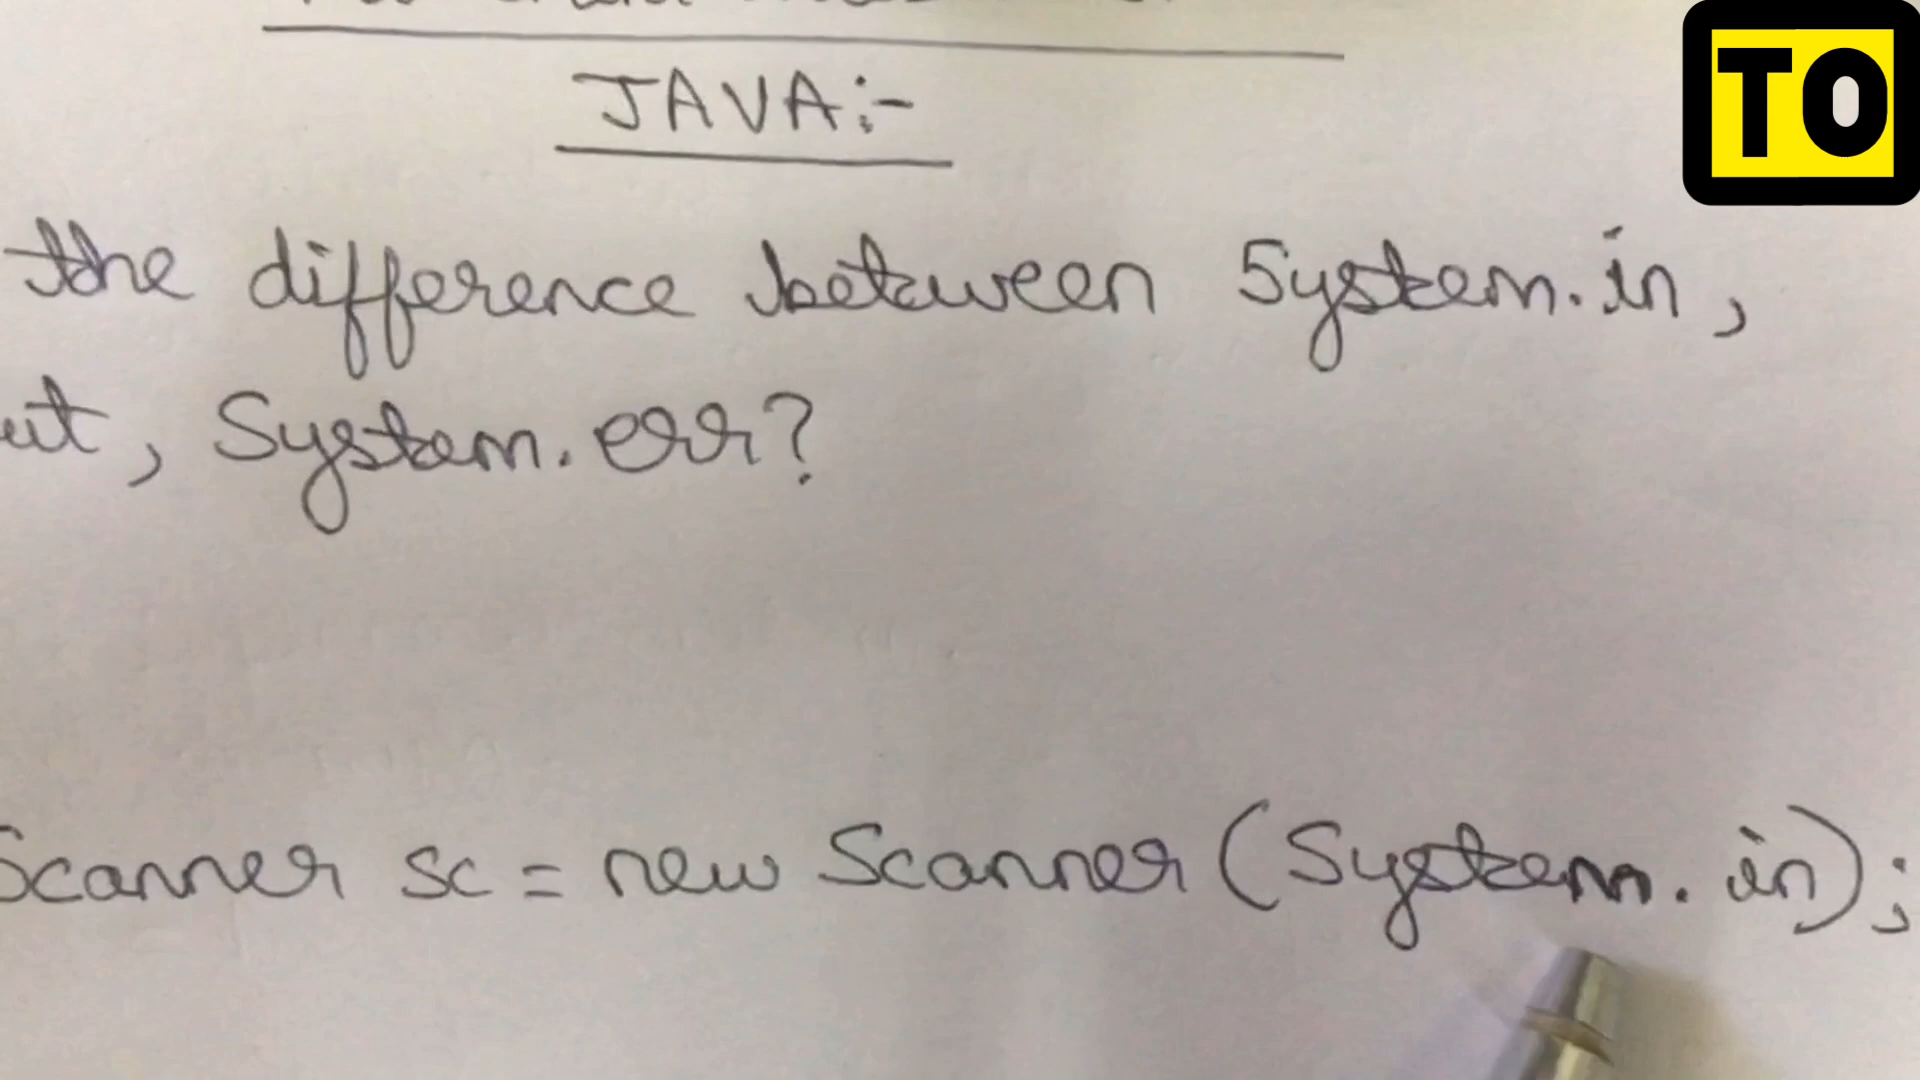 JAVA:-
TO
the difference between System.in,
ut, System.err?
Scanner sc = new Scanner (System.in);